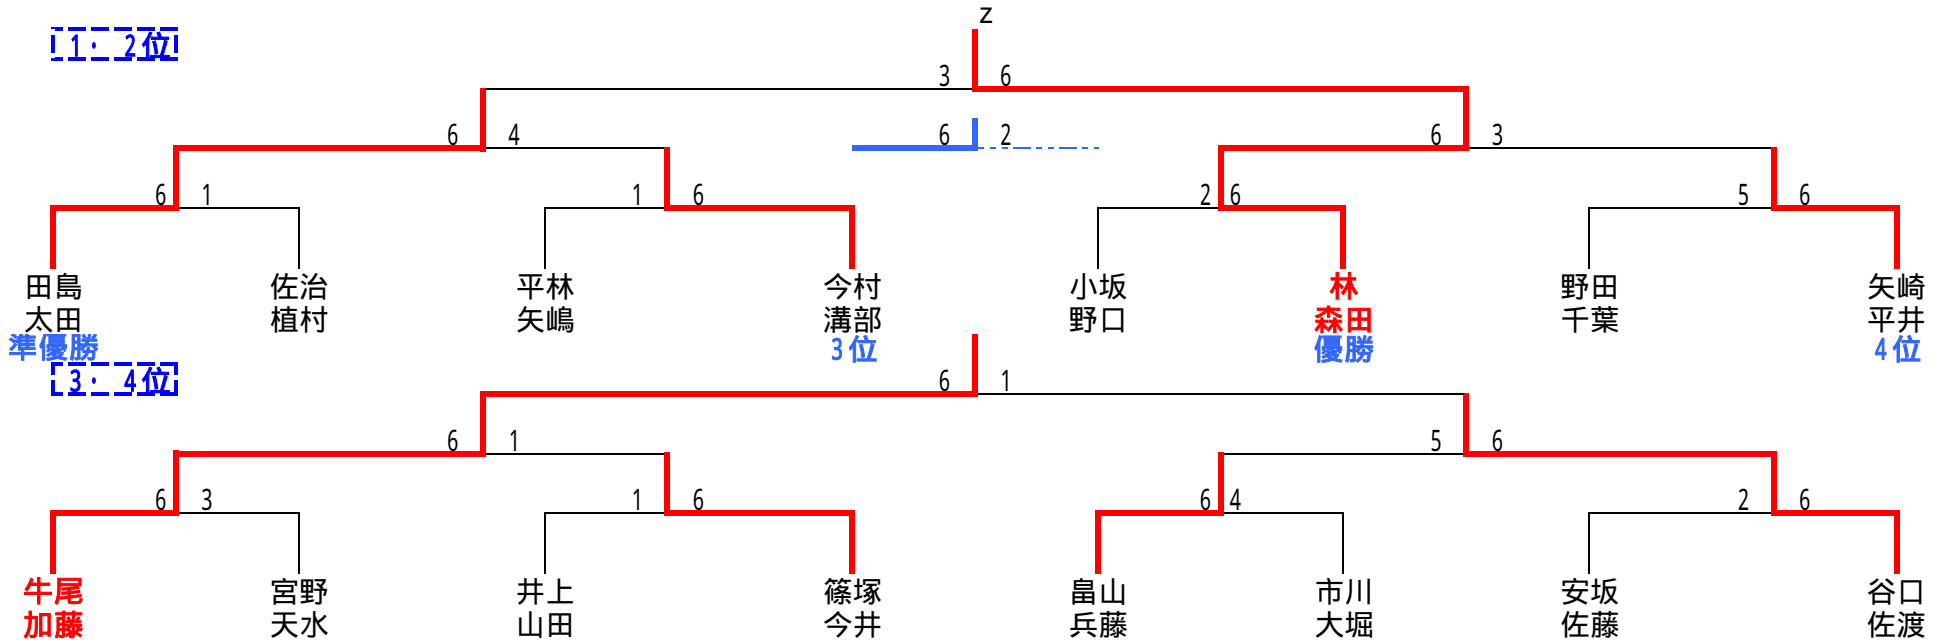 z
1・ 2位
3 6
6 4 6 2 6 3
6 1 1 6 2 6 5 6
田島 佐治 平林 今村 小坂 林 野田 矢崎
太田 植村 矢嶋 溝部 野口 森田 千葉 平井
準優勝 3位 優勝 4位
3・ 4位
6 1
6 1 5 6
6 3 1 6 6 4 2 6
牛尾 宮野 井上 篠塚 畠山 市川 安坂 谷口
加藤 天水 山田 今井 兵藤 大堀 佐藤 佐渡